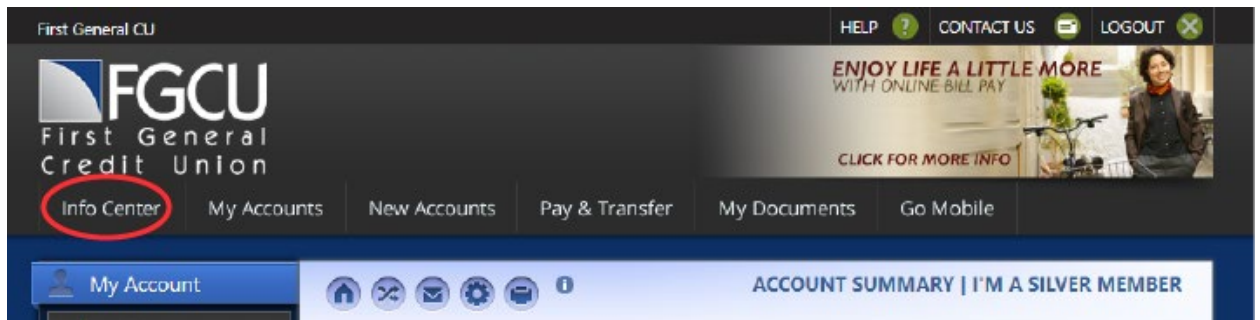 First General CU
HELP ? CONTACT US LOGOUT
FGCU
First General
Credit Union
ENJOY LIFE A LITTLE MORE
WITH ONLINE BILL PAY
CLICK FOR MORE INFO
Info Center My Accounts New Accounts Pay & Transfer My Documents Go Mobile
My Account
i
ACCOUNT SUMMARY | I'M A SILVER MEMBER